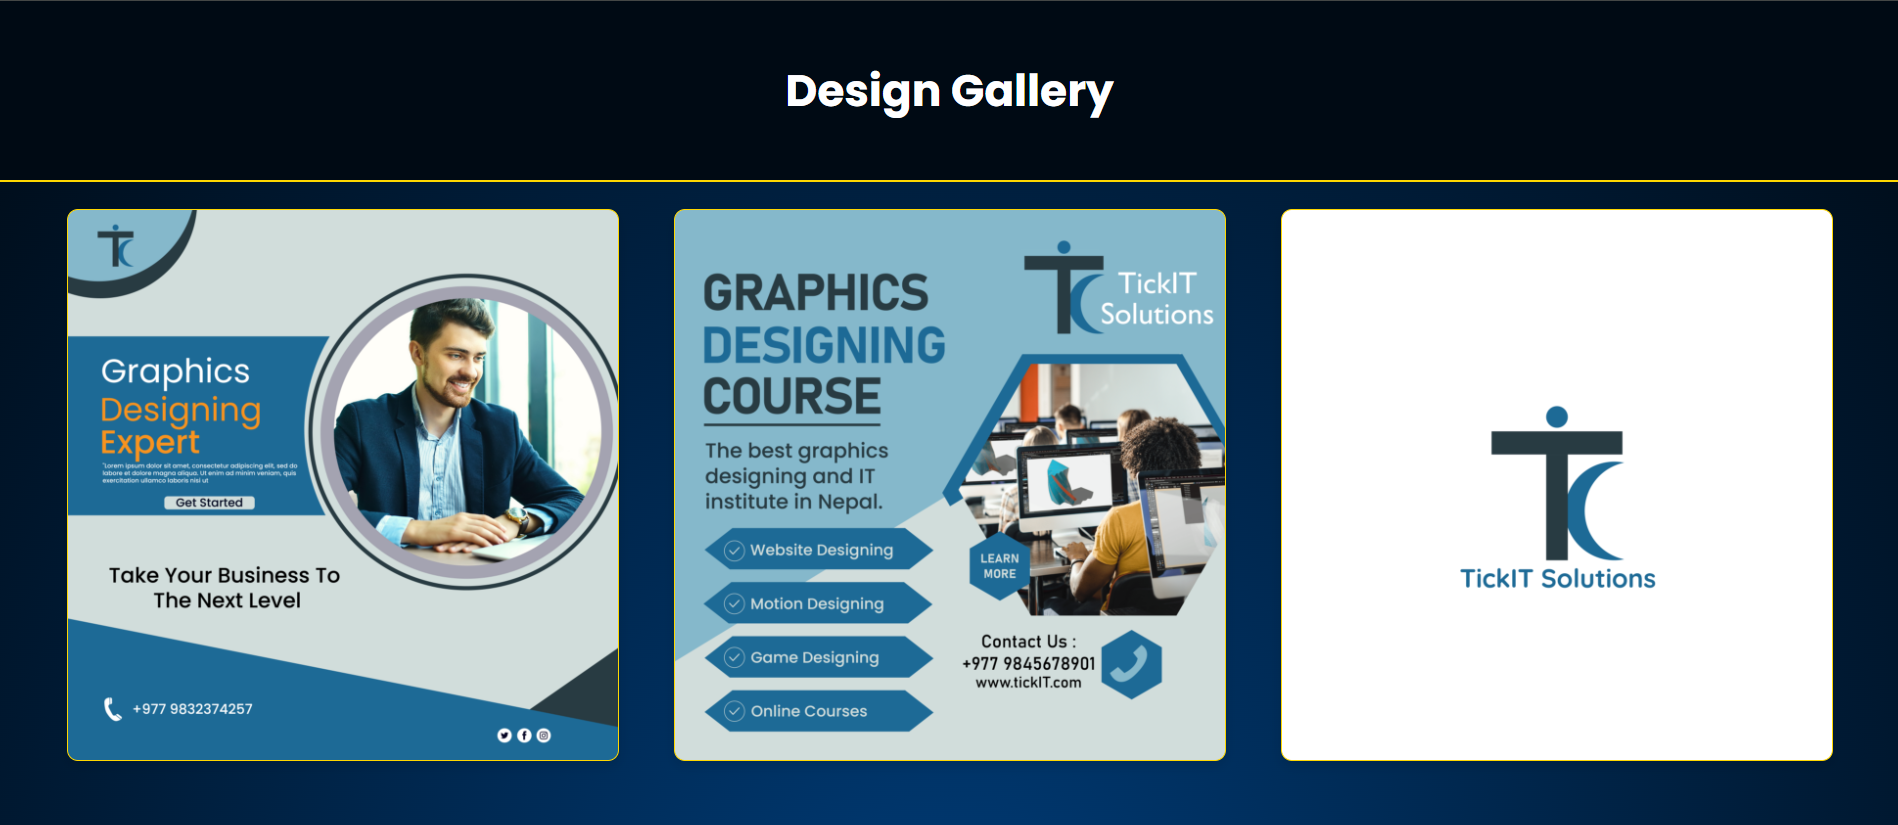 Design Gallery
Graphics
Designing
Expert
"Lorem ipsum dolor sit amet, consectetur adipiscing elit, sed do
labore et dolore magna aliqua. Ut enim ad minim veniam, quis
exercitation ullamco laboris nisi ut
Get Started
Take Your Business To
The Next Level
+977 9832374257
TickIT
Solutions
GRAPHICS
DESIGNING
COURSE
The best graphics
designing and IT
institute in Nepal.
Website Designing
Motion Designing
Game Designing
Online Courses
LEARN
MORE
Contact Us :
+977 9845678901
www.tickIT.com
TickIT Solutions